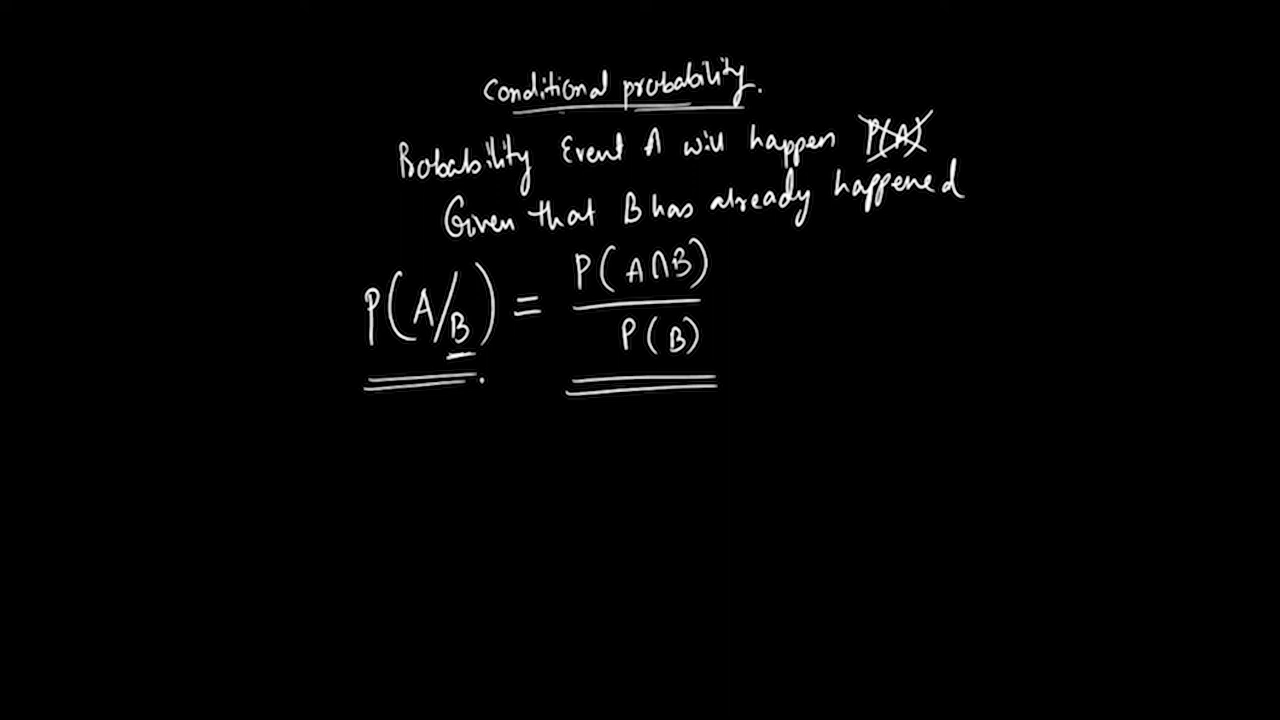 Conditional probability.
Probability Event A will happen P(A)
Given that B has already happened
P(A/B) = P(A∩B)
P(B)